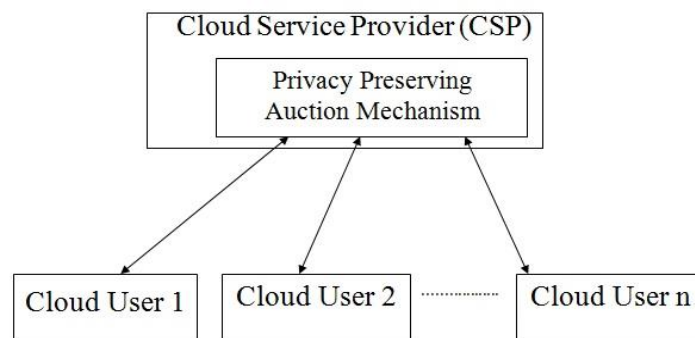 Cloud Service Provider (CSP)
Privacy Preserving
Auction Mechanism
Cloud User 1
Cloud User 2
Cloud User n